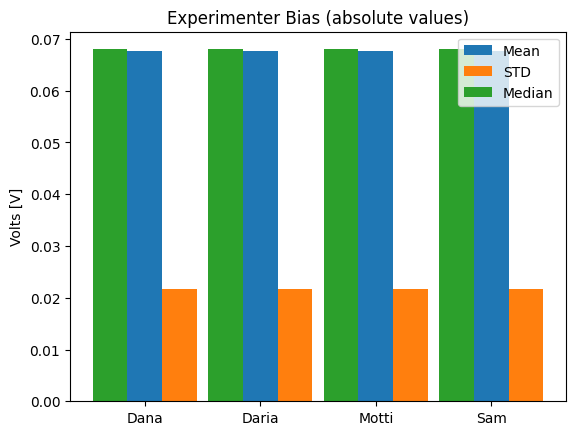 Experimenter Bias (absolute values)
Mean
STD
Median
Volts [V]
0.07
0.06
0.05
0.04
0.03
0.02
0.01
0.00
Dana Daria Motti Sam